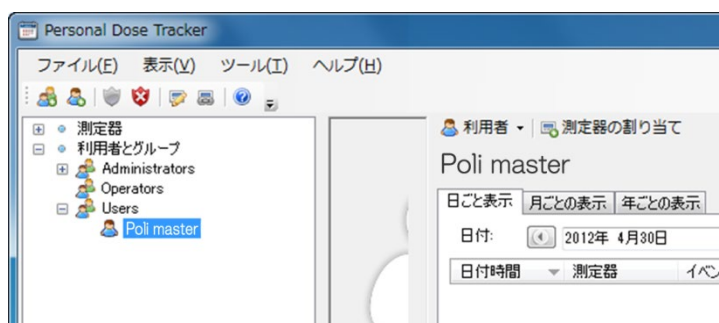 Personal Dose Tracker
ファイル(F) 表示(V) ツール(T) ヘルプ(H)
測定器
利用者とグループ
Administrators
Operators
Users
Poli master
利用者 測定器の割り当て
Poli master
日ごと表示 月ごとの表示 年ごとの表示
日付: 2012年 4月30日
日付時間 測定器 イベン